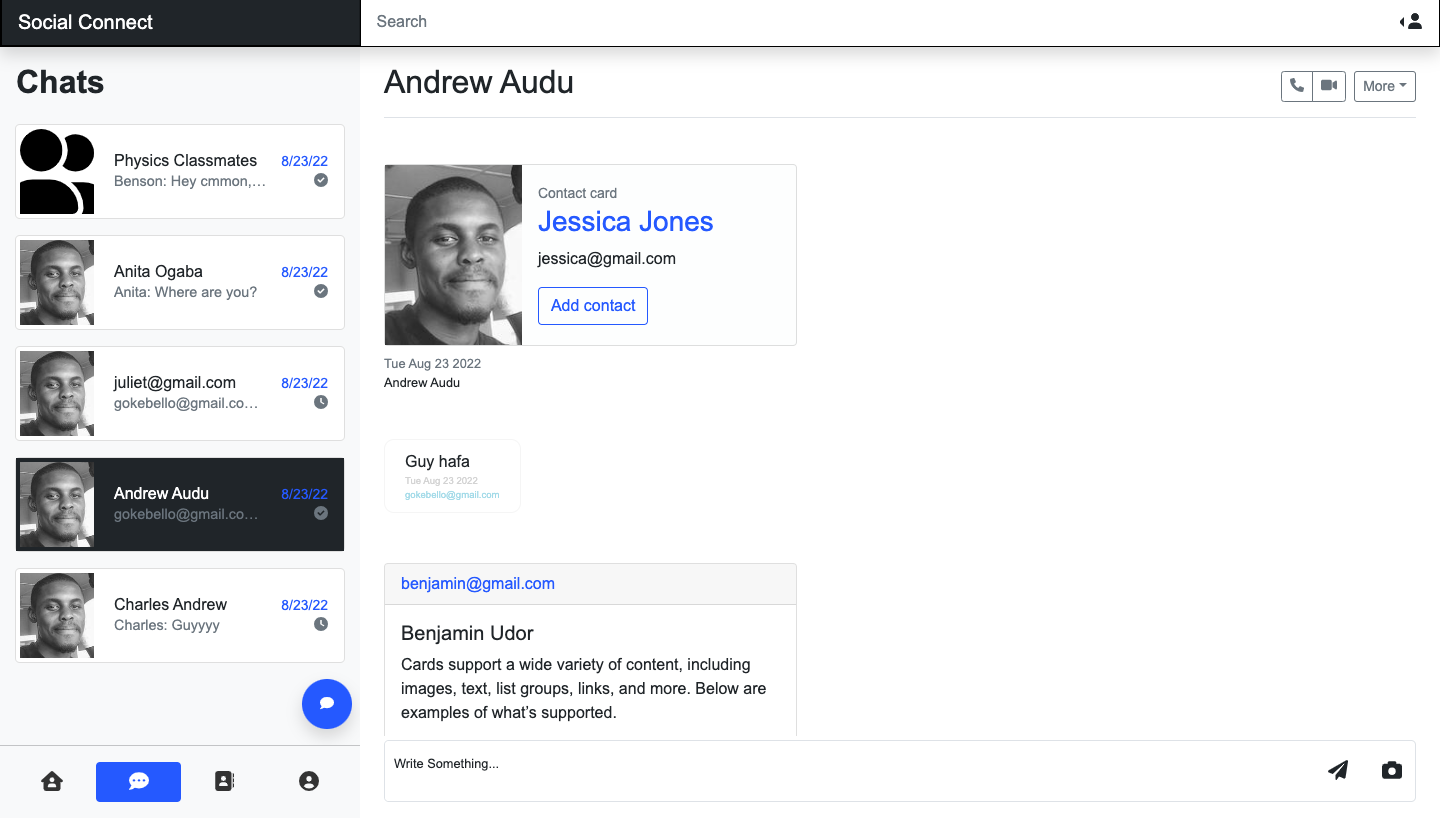 Social Connect
Search
Chats
Physics Classmates
8/23/22
Benson: Hey cmmon,…
Anita Ogaba
8/23/22
Anita: Where are you?
juliet@gmail.com
8/23/22
gokebello@gmail.co…
Andrew Audu
8/23/22
gokebello@gmail.co…
Charles Andrew
8/23/22
Charles: Guyyyy
Andrew Audu
More
Contact card
Jessica Jones
jessica@gmail.com
Add contact
Tue Aug 23 2022
Andrew Audu
Guy hafa
Tue Aug 23 2022
gokebello@gmail.com
benjamin@gmail.com
Benjamin Udor
Cards support a wide variety of content, including
images, text, list groups, links, and more. Below are
examples of what’s supported.
Write Something...